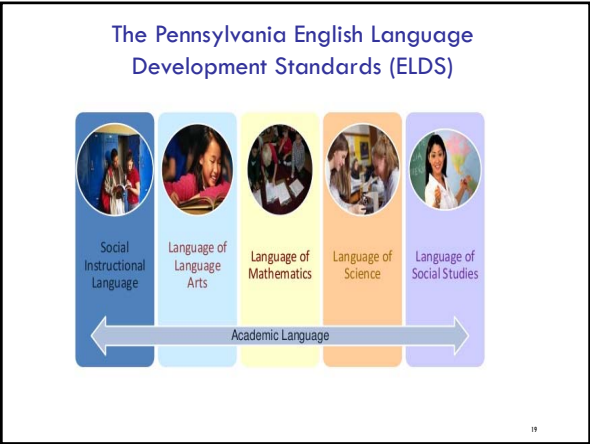 The Pennsylvania English Language
Development Standards (ELDS)
Social
Instructional
Language
Language of
Language
Arts
Language of
Mathematics
Language of
Science
Language of
Social Studies
Academic Language
19